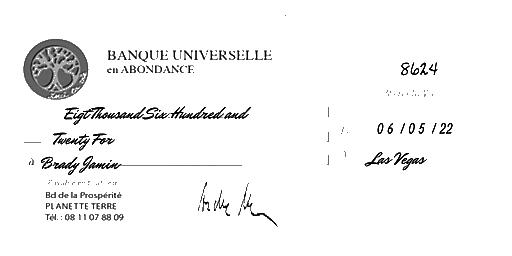 BANQUE UNIVERSELLE
en ABONDANCE
8624
Eigt Thousand Six Hundred and
Twenty For
06/05/22
à Brady Jamin
Las Vegas
Bd de la Prospérité
PLANETTE TERRE
Tél. : 08 11 07 88 09